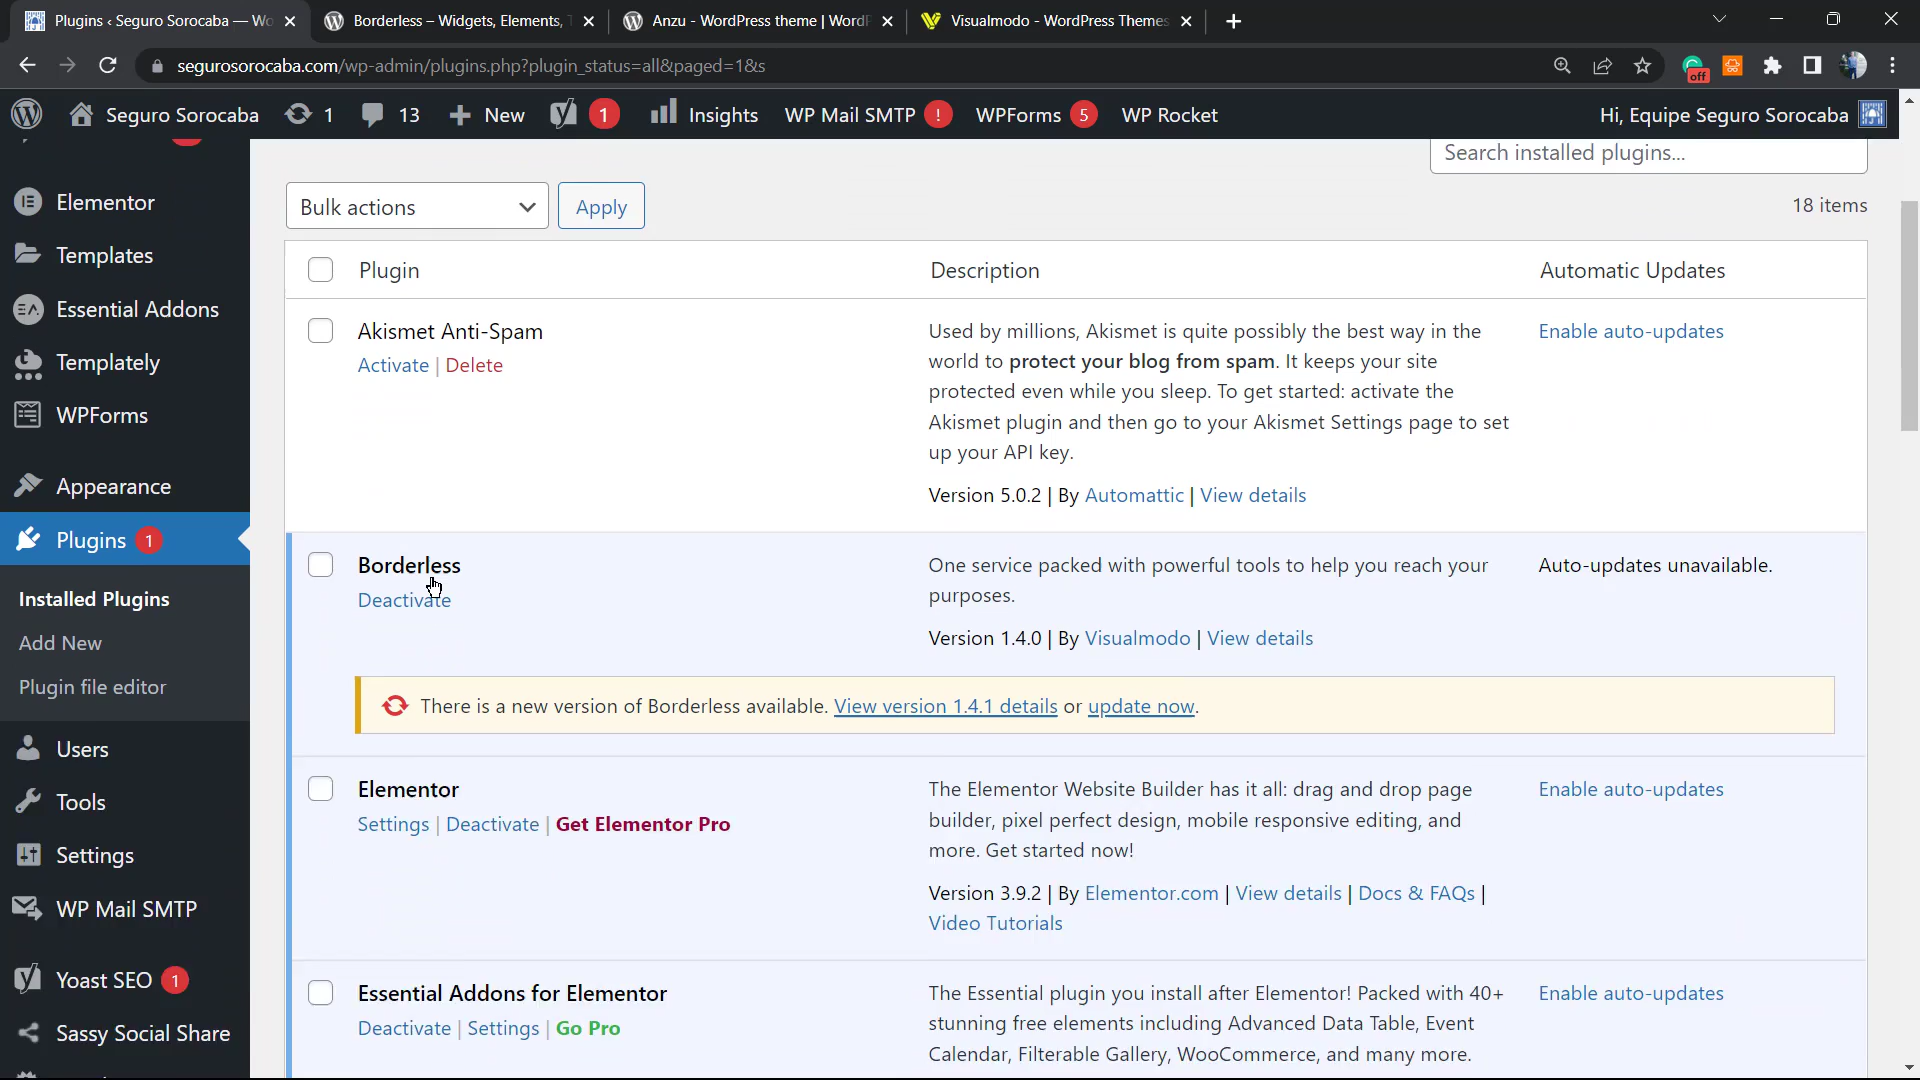 Plugins ‹ Seguro Sorocaba — Wo
Borderless – Widgets, Elements, T
Anzu - WordPress theme | WordP
Visualmodo - WordPress Themes
segurosorocaba.com/wp-admin/plugins.php?plugin_status=all&paged=1&s
off
Seguro Sorocaba
1
13
New
1
Insights
WP Mail SMTP !
WPForms 5
WP Rocket
Hi, Equipe Seguro Sorocaba
Elementor
Templates
Essential Addons
Templately
WPForms
Appearance
Plugins 1
Installed Plugins
Add New
Plugin file editor
Users
Tools
Settings
WP Mail SMTP
Yoast SEO 1
Sassy Social Share
Search installed plugins...
Bulk actions
Apply
18 items
Plugin
Description
Automatic Updates
Akismet Anti-Spam
Activate | Delete
Used by millions, Akismet is quite possibly the best way in the
world to protect your blog from spam. It keeps your site
protected even while you sleep. To get started: activate the
Akismet plugin and then go to your Akismet Settings page to set
up your API key.
Version 5.0.2 | By Automattic | View details
Enable auto-updates
Borderless
Deactivate
One service packed with powerful tools to help you reach your
purposes.
Version 1.4.0 | By Visualmodo | View details
Auto-updates unavailable.
There is a new version of Borderless available. View version 1.4.1 details or update now.
Elementor
Settings | Deactivate | Get Elementor Pro
The Elementor Website Builder has it all: drag and drop page
builder, pixel perfect design, mobile responsive editing, and
more. Get started now!
Version 3.9.2 | By Elementor.com | View details | Docs & FAQs |
Video Tutorials
Enable auto-updates
Essential Addons for Elementor
Deactivate | Settings | Go Pro
The Essential plugin you install after Elementor! Packed with 40+
stunning free elements including Advanced Data Table, Event
Calendar, Filterable Gallery, WooCommerce, and many more.
Enable auto-updates